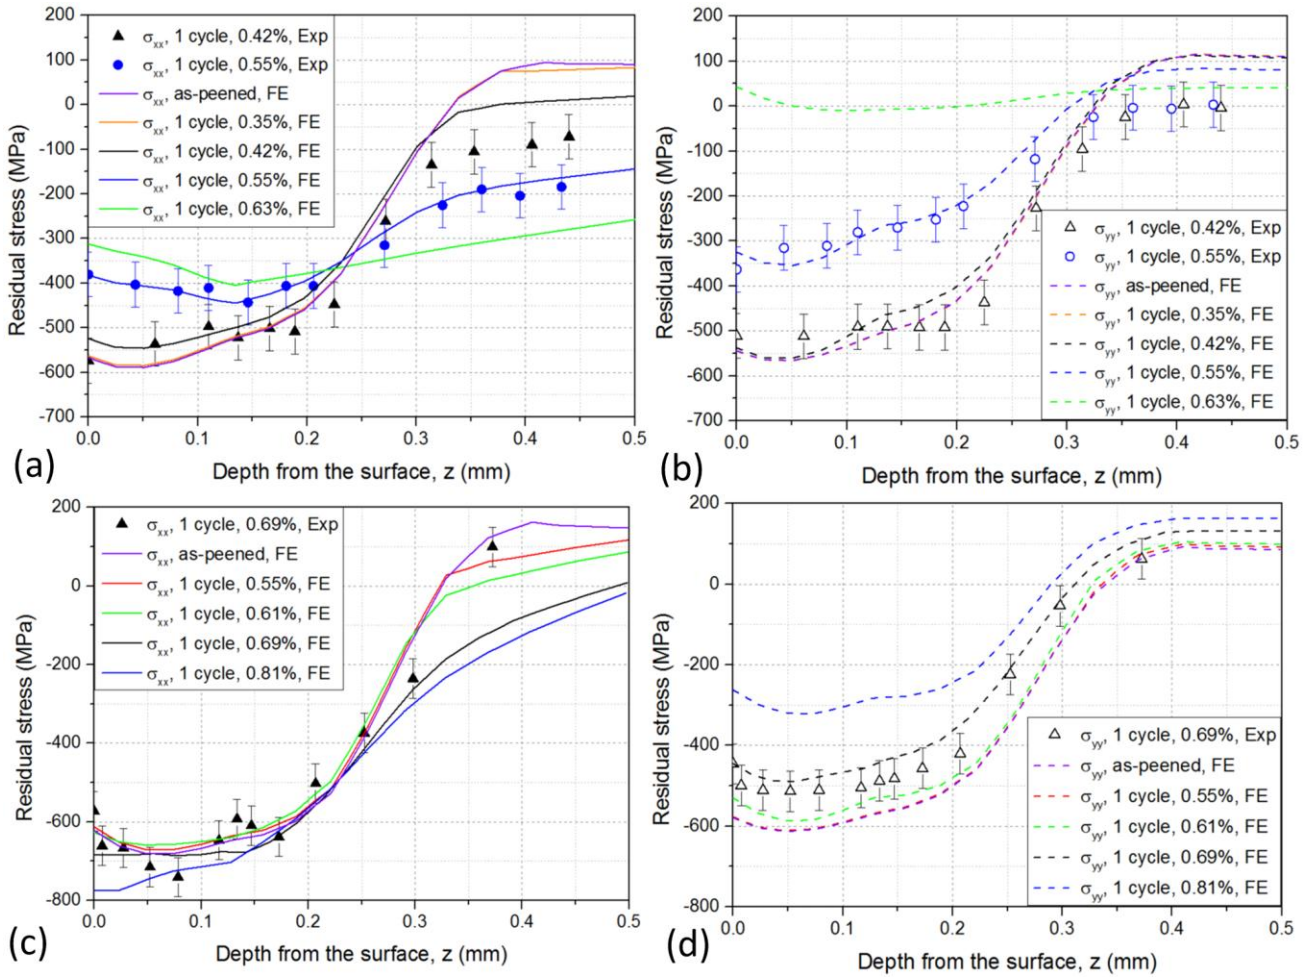 200
100
0
-100
-200
-300
-400
-500
-600
-700
Residual stress (MPa)
σxx, 1 cycle, 0.42%, Exp
σxx, 1 cycle, 0.55%, Exp
σxx, as-peened, FE
σxx, 1 cycle, 0.35%, FE
σxx, 1 cycle, 0.42%, FE
σxx, 1 cycle, 0.55%, FE
σxx, 1 cycle, 0.63%, FE
0.0 0.1 0.2 0.3 0.4 0.5
Depth from the surface, z (mm)
(a)
200
100
0
-100
-200
-300
-400
-500
-600
-700
Residual stress (MPa)
σyy, 1 cycle, 0.42%, Exp
σyy, 1 cycle, 0.55%, Exp
σyy, as-peened, FE
σyy, 1 cycle, 0.35%, FE
σyy, 1 cycle, 0.42%, FE
σyy, 1 cycle, 0.55%, FE
σyy, 1 cycle, 0.63%, FE
0.0 0.1 0.2 0.3 0.4 0.5
Depth from the surface, z (mm)
(b)
200
0
-200
-400
-600
-800
Residual stress (MPa)
σxx, 1 cycle, 0.69%, Exp
σxx, as-peened, FE
σxx, 1 cycle, 0.55%, FE
σxx, 1 cycle, 0.61%, FE
σxx, 1 cycle, 0.69%, FE
σxx, 1 cycle, 0.81%, FE
0.0 0.1 0.2 0.3 0.4 0.5
Depth from the surface, z (mm)
(c)
200
0
-200
-400
-600
-800
Residual stress (MPa)
σyy, 1 cycle, 0.69%, Exp
σyy, as-peened, FE
σyy, 1 cycle, 0.55%, FE
σyy, 1 cycle, 0.61%, FE
σyy, 1 cycle, 0.69%, FE
σyy, 1 cycle, 0.81%, FE
0.0 0.1 0.2 0.3 0.4 0.5
Depth from the surface, z (mm)
(d)